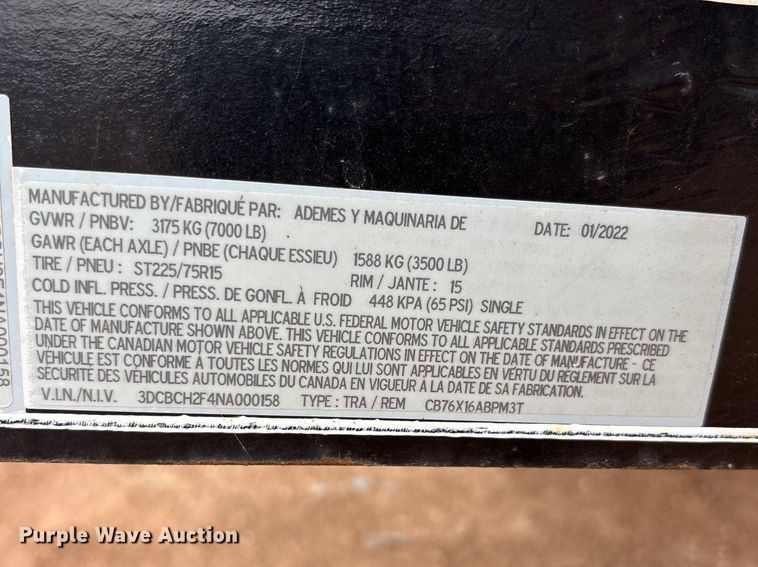 MANUFACTURED BY/FABRIQUÉ PAR: ADEMES Y MAQUINARIA DE DATE: 01/2022
GVWR / PNBV: 3175 KG (7000 LB)
GAWR (EACH AXLE) / PNBE (CHAQUE ESSIEU) 1588 KG (3500 LB)
TIRE / PNEU : ST225/75R15 RIM / JANTE : 15
COLD INFL. PRESS. / PRESS. DE GONFL. À FROID 448 KPA (65 PSI) SINGLE
THIS VEHICLE CONFORMS TO ALL APPLICABLE U.S. FEDERAL MOTOR VEHICLE SAFETY STANDARDS IN EFFECT ON THE
DATE OF MANUFACTURE SHOWN ABOVE. THIS VEHICLE CONFORMS TO ALL APPLICABLE STANDARDS PRESCRIBED
UNDER THE CANADIAN MOTOR VEHICLE SAFETY REGULATIONS IN EFFECT ON THE DATE OF MANUFACTURE - CE
VÉHICULE EST CONFORME À TOUTES LES NORMES QUI LUI SONT APPLICABLES EN VÉRTU DU RÈGLEMENT SUR LA
SÉCURITÉ DES VÉHICULES AUTOMOBILES DU CANADA EN VIGUEUR À LA DATE DE SA FABRICATION.
V.I.N./N.I.V. 3DCBCH2F4NA000158 TYPE : TRA / REM CB76X16ABPM3T
Purple Wave Auction